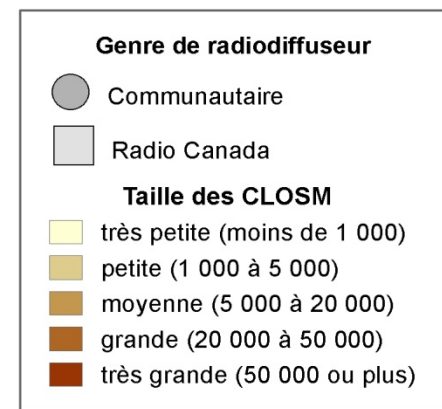 Genre de radiodiffuseur
Communautaire
Radio Canada
Taille des CLOSM
très petite (moins de 1 000)
petite (1 000 à 5 000)
moyenne (5 000 à 20 000)
grande (20 000 à 50 000)
très grande (50 000 ou plus)